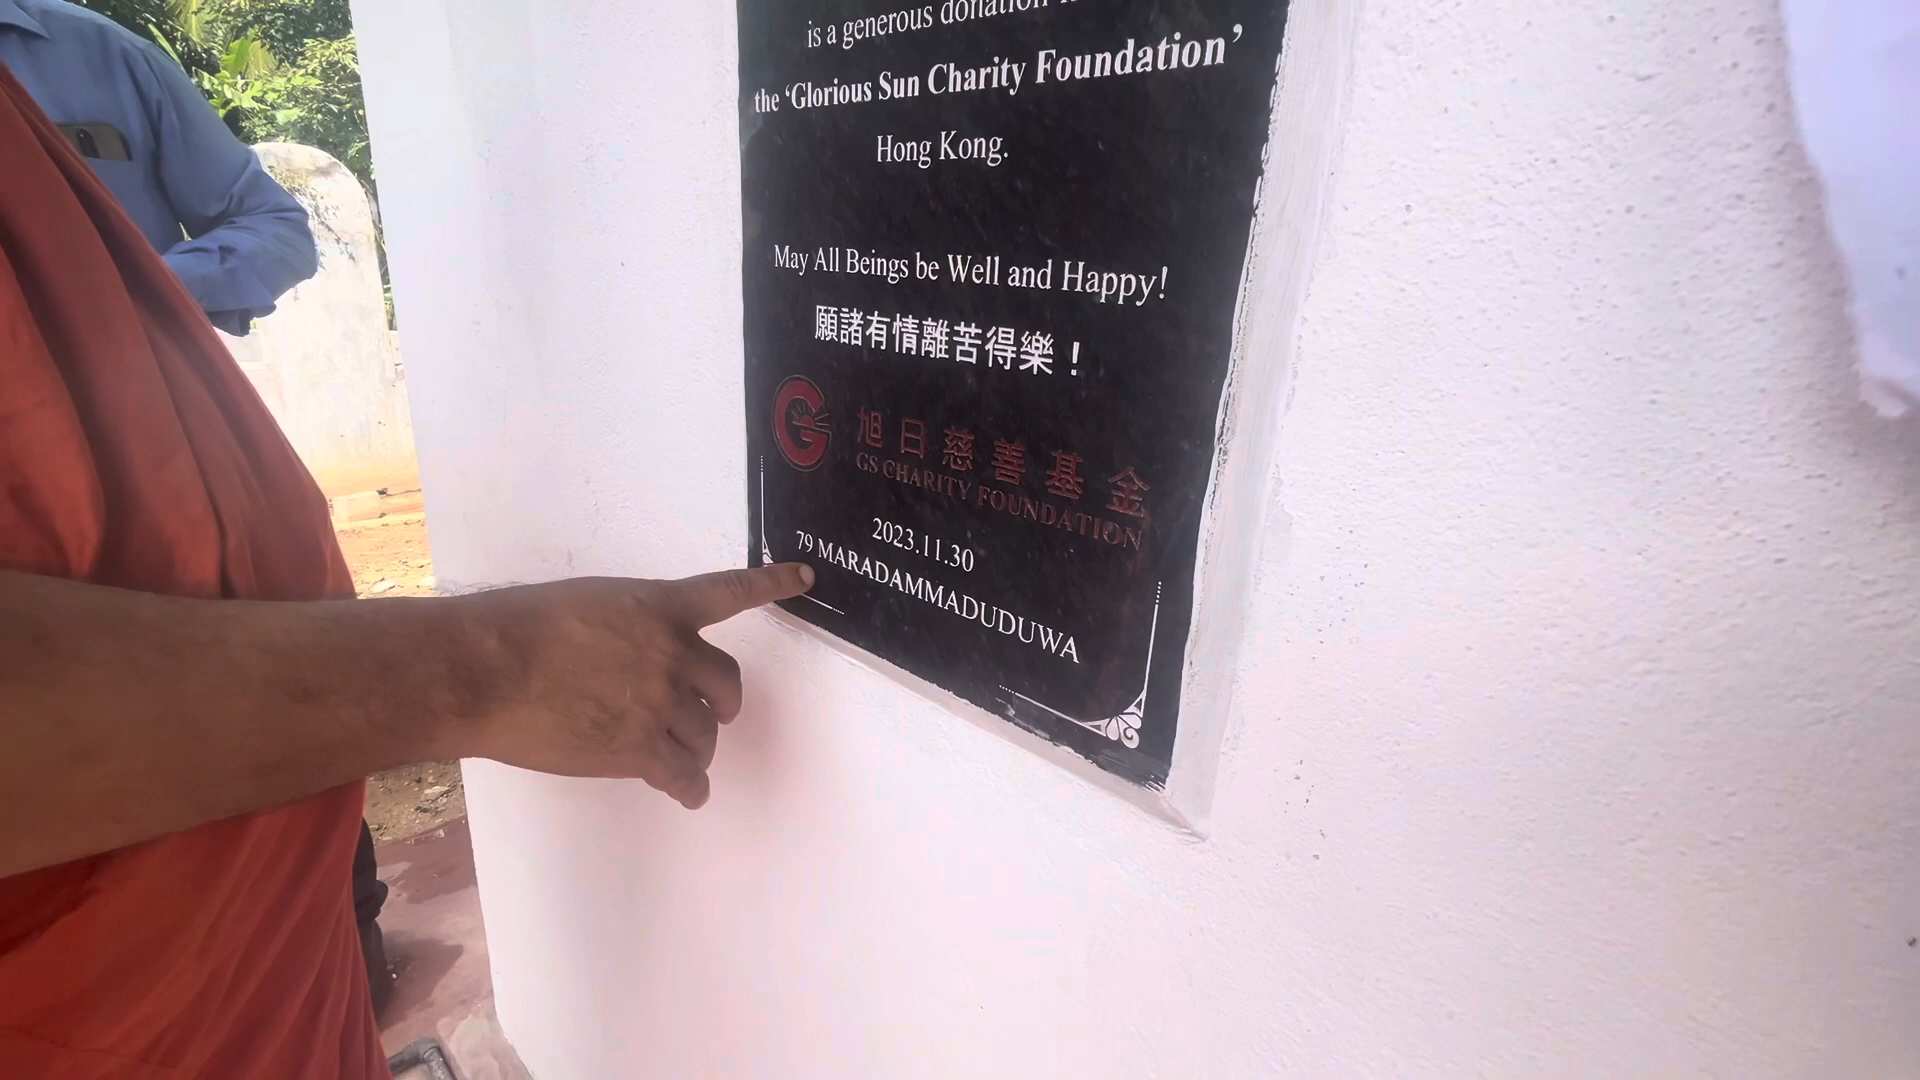 is a generous donation
the ‘Glorious Sun Charity Foundation’
Hong Kong.
May All Beings be Well and Happy!
願諸有情離苦得樂！
旭日慈善基金
GS CHARITY FOUNDATION
2023.11.30
79 MARADAMMADUDUWA